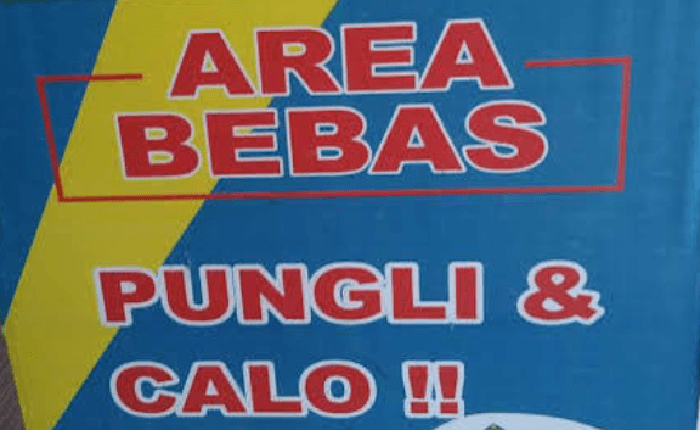 AREA
BEBAS
PUNGLI &
CALO !!